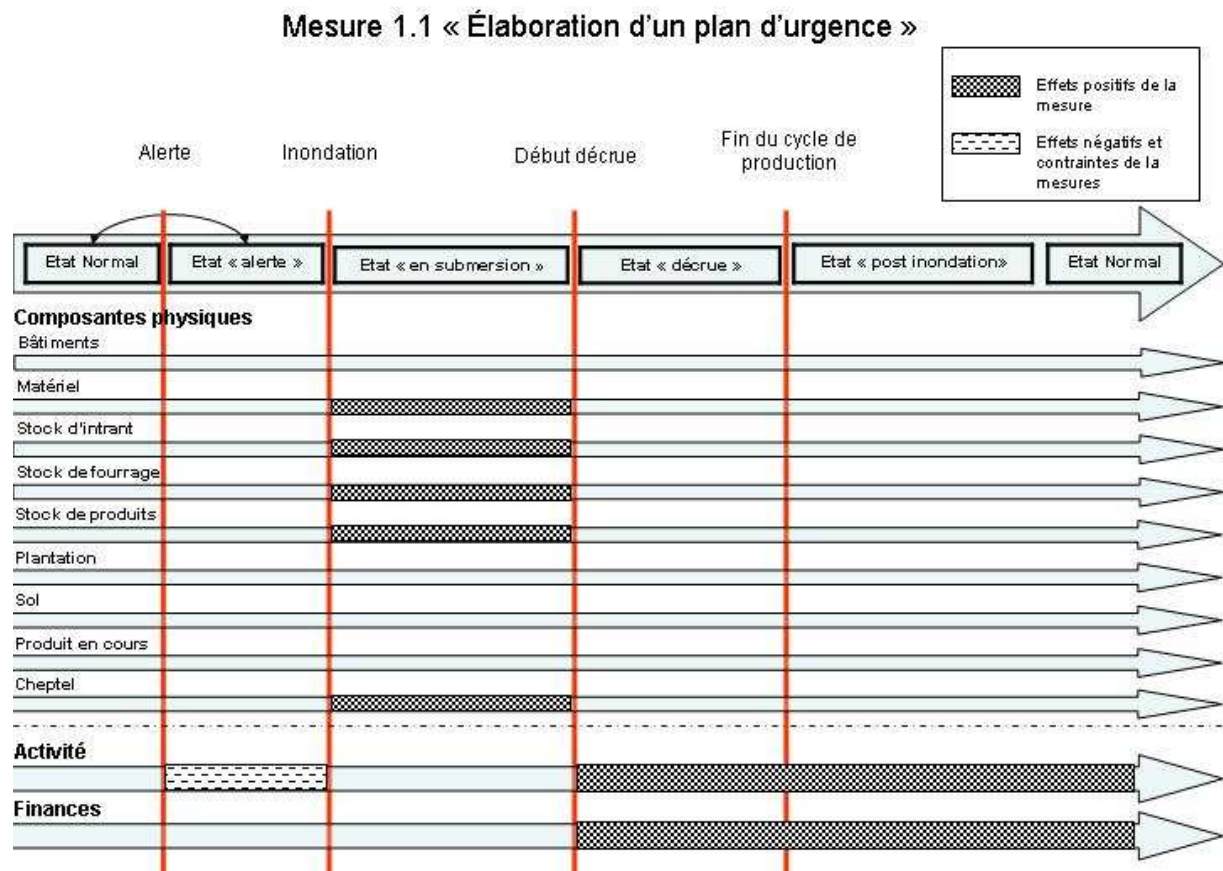 Mesure 1.1 « Élaboration d'un plan d'urgence »
Effets positifs de la
mesure
Effets négatifs et
contraintes de la
mesures
Alerte
Inondation
Début décrue
Fin du cycle de
production
Etat Normal
Etat « alerte »
Etat « en submersion »
Etat « décrue »
Etat « post inondation»
Etat Normal
Composantes physiques
Bâtiments
Matériel
Stock d'intrant
Stock de fourrage
Stock de produits
Plantation
Sol
Produit en cours
Cheptel
Activité
Finances